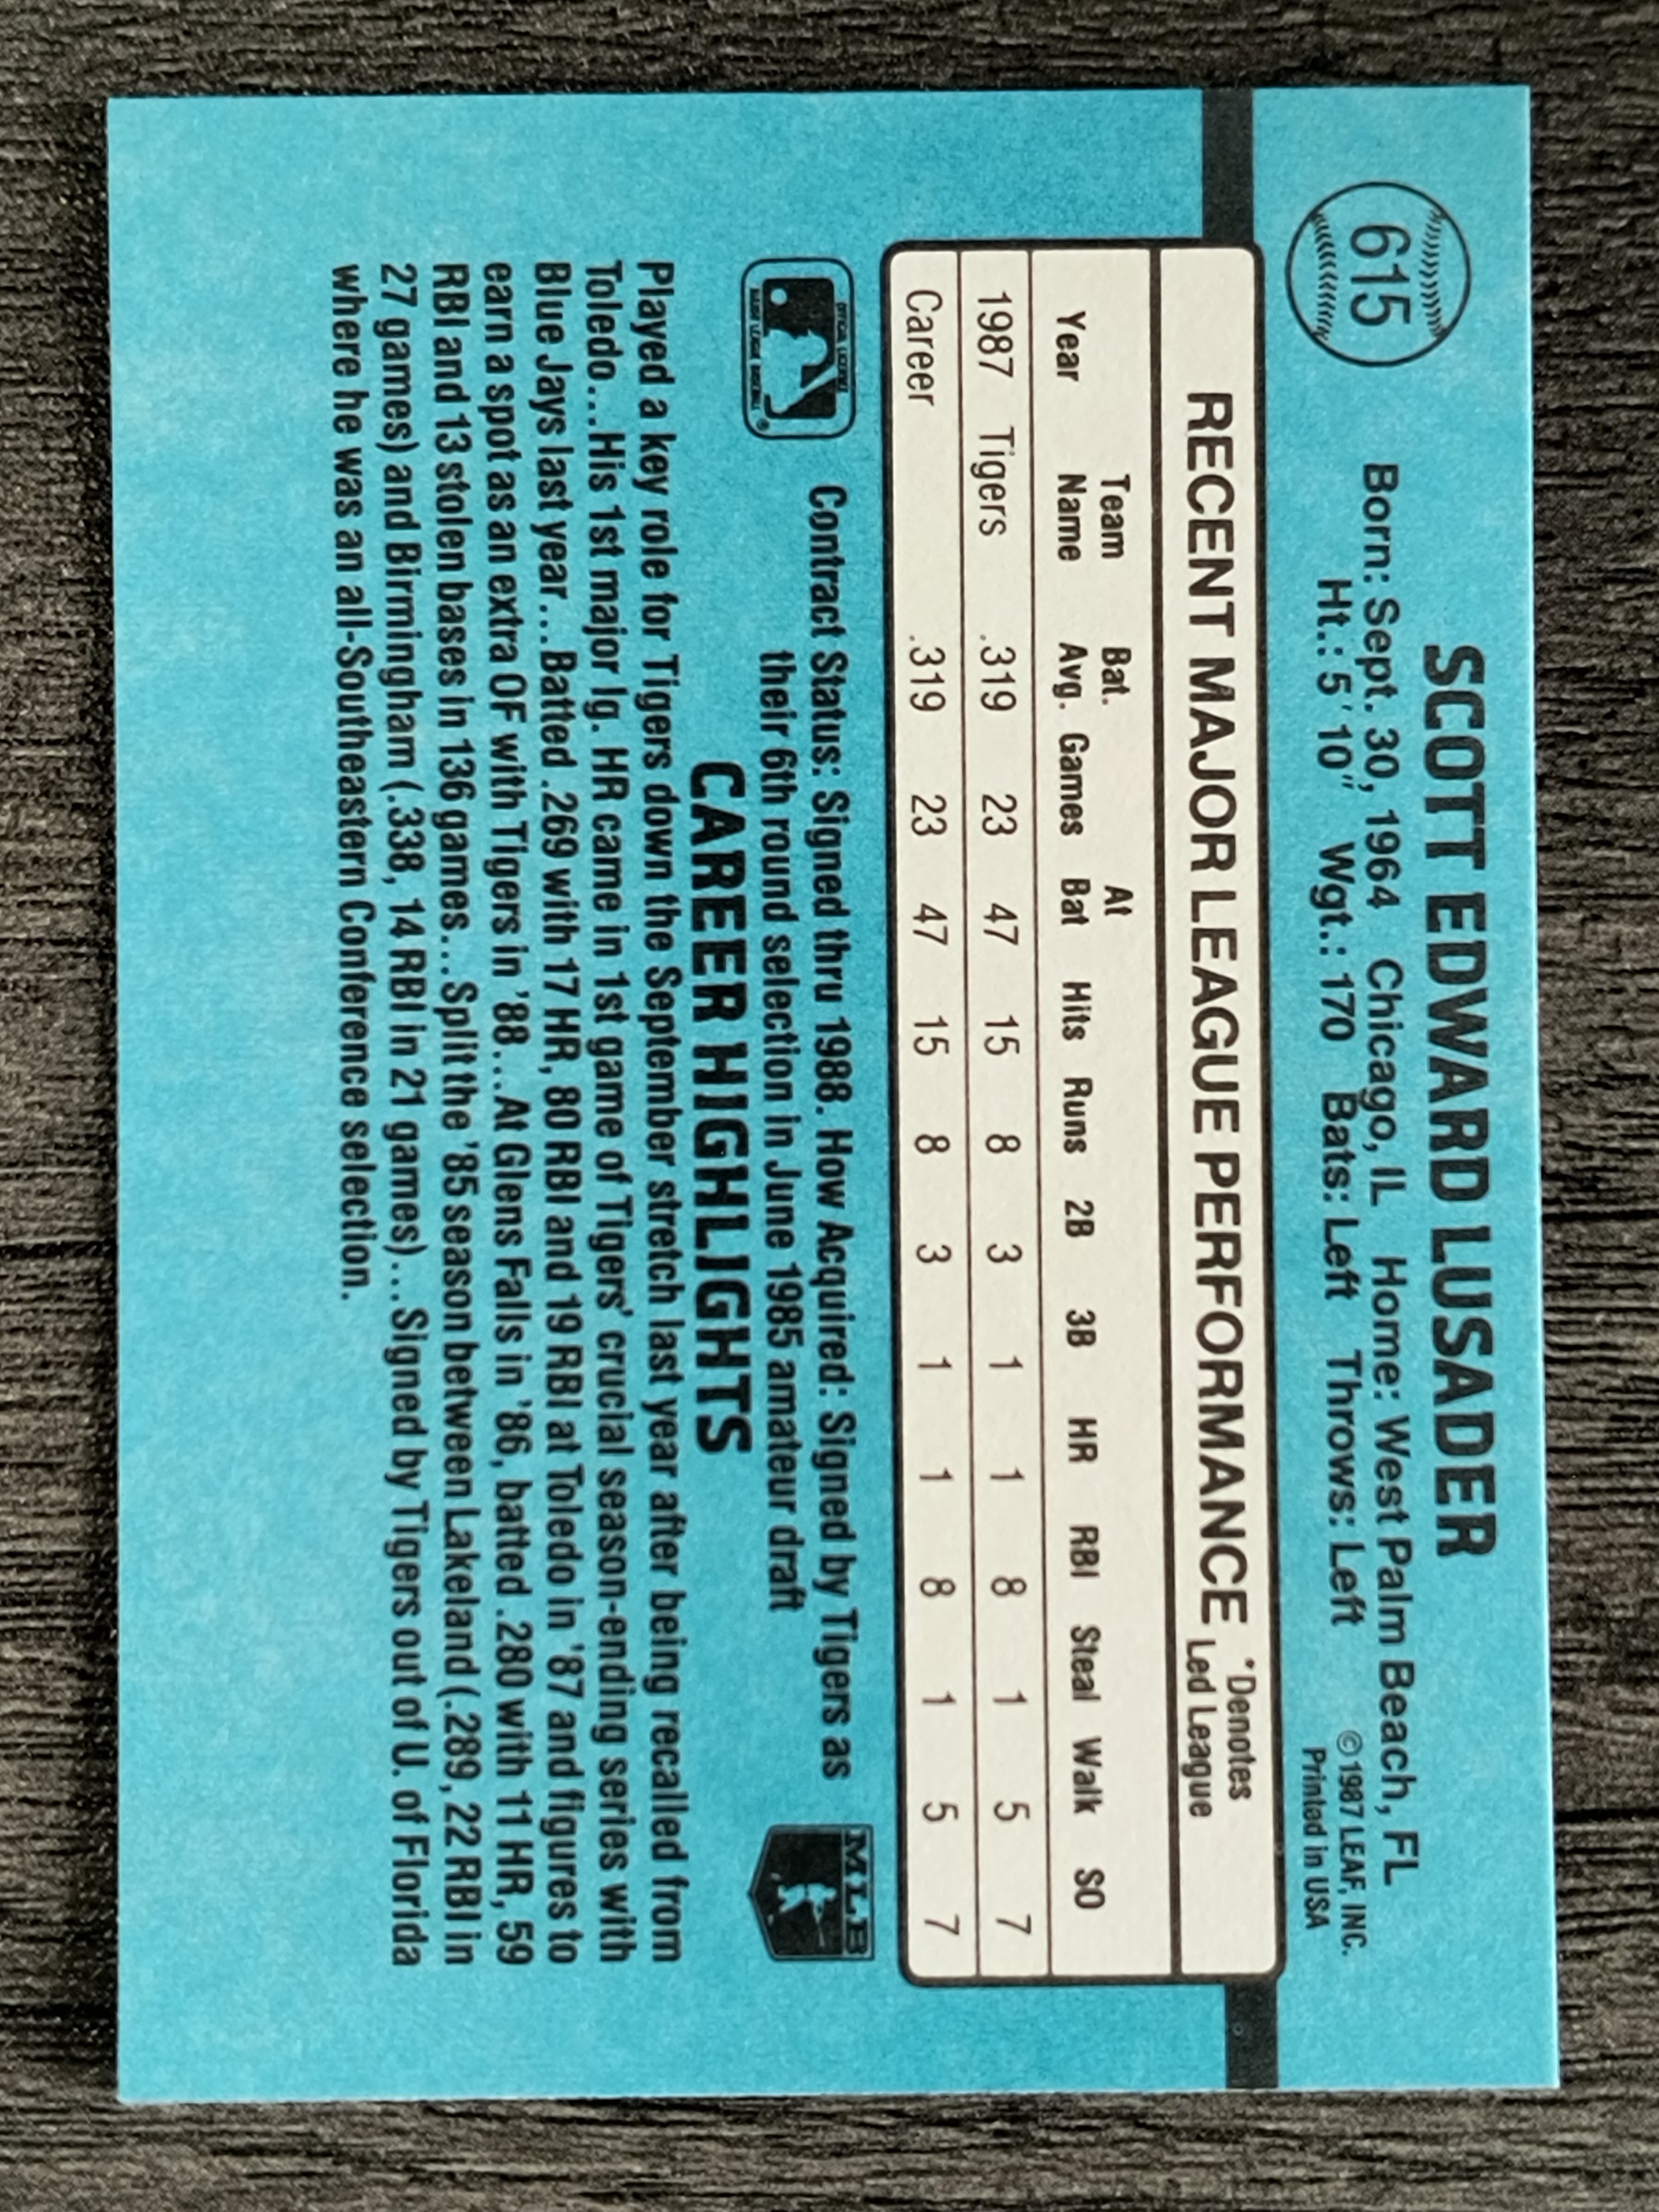 615
SCOTT EDWARD LUSADER
Born: Sept. 30, 1964 Chicago, IL Home: West Palm Beach, FL
Ht.: 5' 10" Wgt.: 170 Bats: Left Throws: Left
©1987 LEAF, INC.
Printed in USA
RECENT MAJOR LEAGUE PERFORMANCE *Denotes
Led League
Team Bat. At
Year Name Avg. Games Bat Hits Runs 2B 3B HR RBI Steal Walk SO
1987 Tigers .319 23 47 15 8 3 1 1 8 1 5 7
Career .319 23 47 15 8 3 1 1 8 1 5 7
Contract Status: Signed thru 1988. How Acquired: Signed by Tigers as
their 6th round selection in June 1985 amateur draft
MLB
CAREER HIGHLIGHTS
Played a key role for Tigers down the September stretch last year after being recalled from
Toledo...His 1st major lg. HR came in 1st game of Tigers' crucial season-ending series with
Blue Jays last year...Batted .269 with 17 HR, 80 RBI and 19 RBI at Toledo in '87 and figures to
earn a spot as an extra OF with Tigers in '88...At Glens Falls in '86, batted .280 with 11 HR, 59
RBI and 13 stolen bases in 136 games...Split the '85 season between Lakeland (.289, 22 RBI in
27 games) and Birmingham (.338, 14 RBI in 21 games)...Signed by Tigers out of U. of Florida
where he was an all-Southeastern Conference selection.